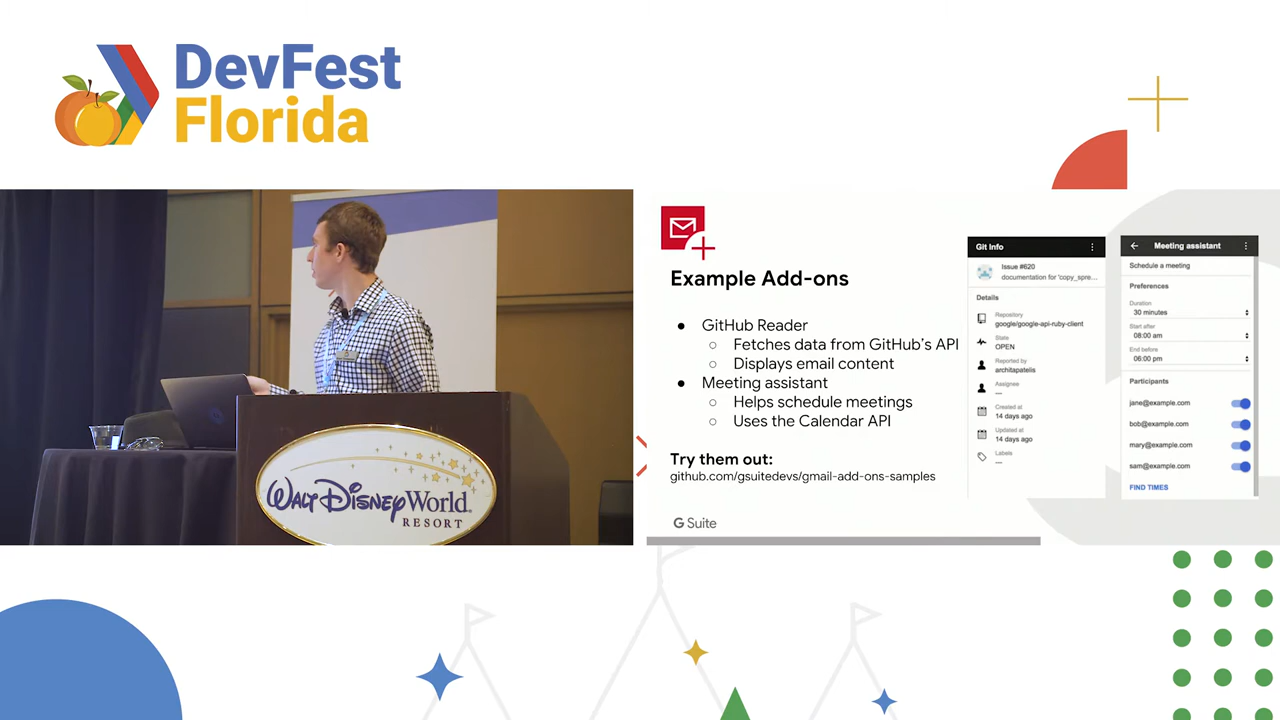 DevFest
Florida
WALT DISNEY World
RESORT
Example Add-ons
● GitHub Reader
○ Fetches data from GitHub's API
○ Displays email content
● Meeting assistant
○ Helps schedule meetings
○ Uses the Calendar API
Try them out:
github.com/gsuitedevs/gmail-add-ons-samples
G Suite
Git Info
Issue #620
documentation for 'copy_spre...
Details
Repository
google/google-api-ruby-client
State
OPEN
Reported by
architapatelis
Assignee
—
Created at
14 days ago
Updated at
14 days ago
Labels
—
Meeting assistant
Schedule a meeting
Preferences
Duration
30 minutes
Start after
08:00 am
End before
06:00 pm
Participants
jane@example.com
bob@example.com
mary@example.com
sam@example.com
FIND TIMES